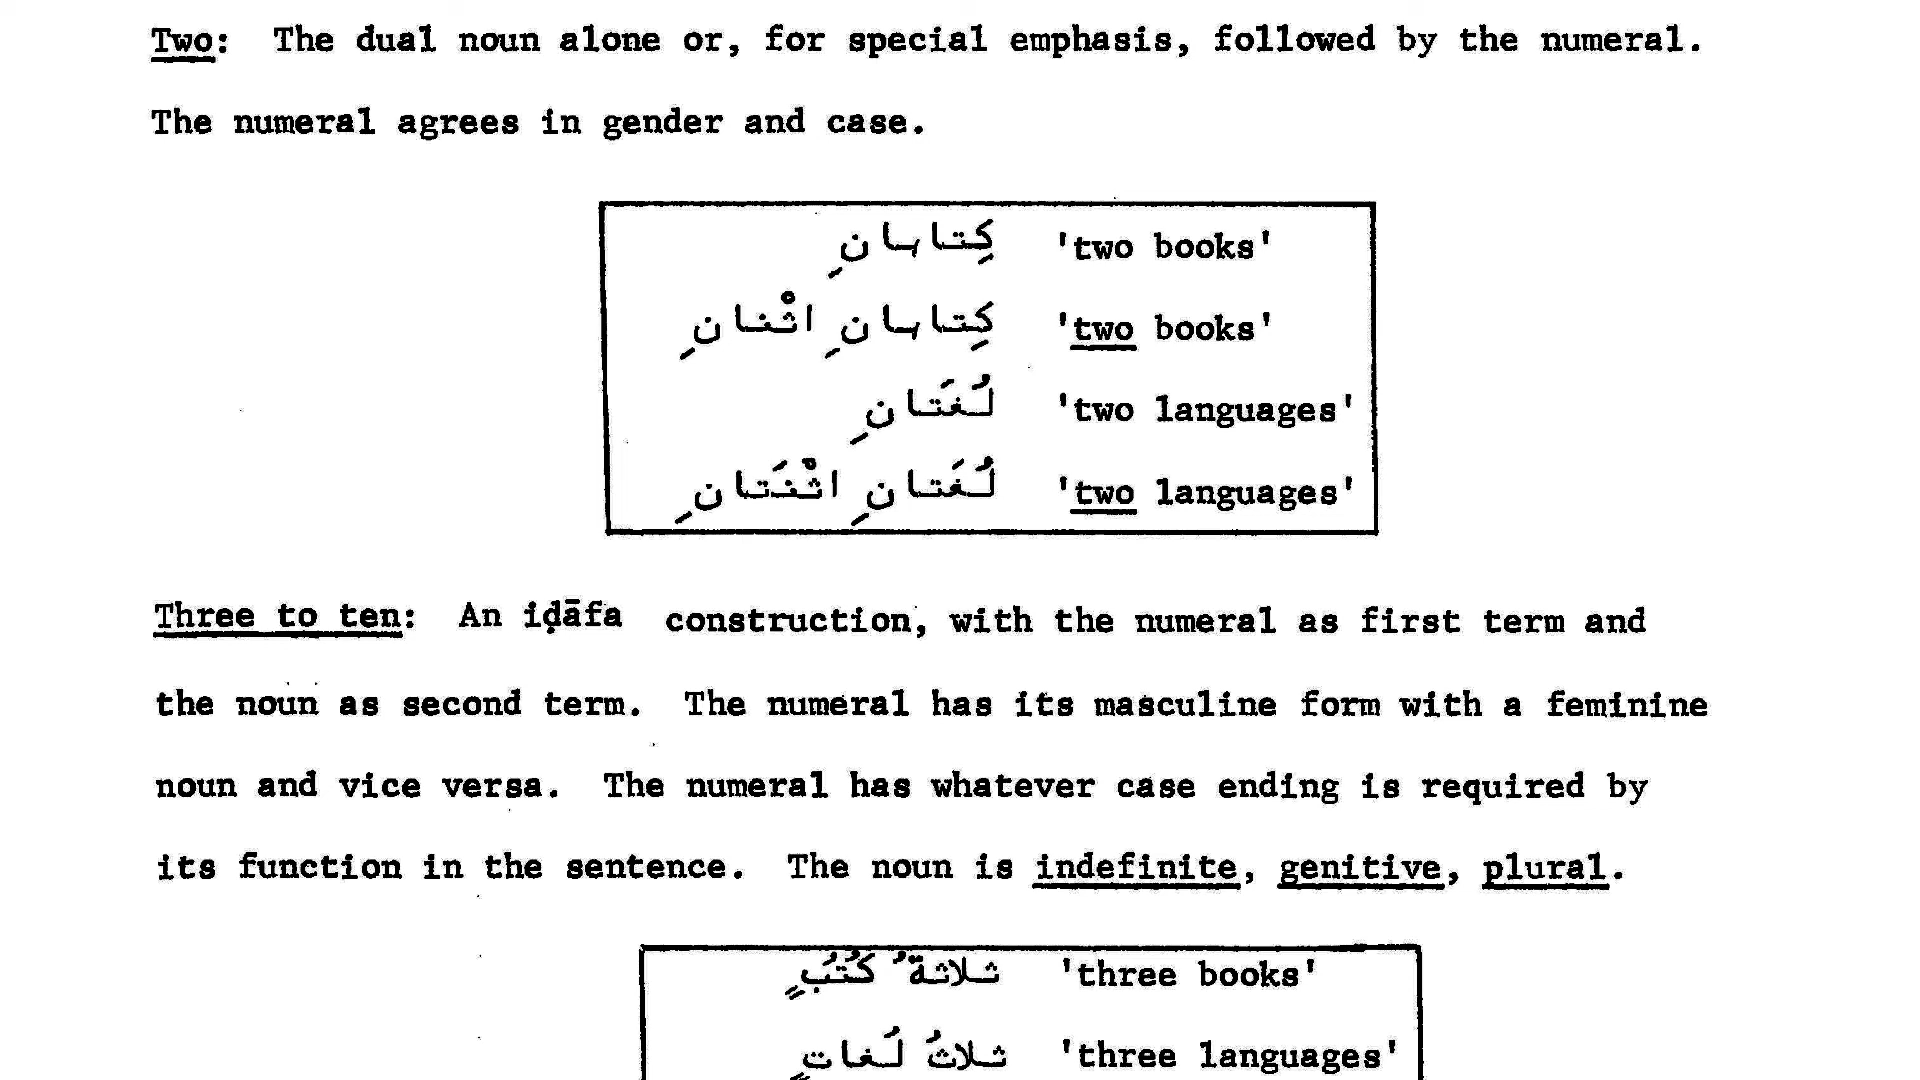 Two: The dual noun alone or, for special emphasis, followed by the numeral.
The numeral agrees in gender and case.
كِتابانِ 'two books'
كِتابانِ اثْنانِ 'two books'
لُغَتانِ 'two languages'
لُغَتانِ اثْنَتانِ 'two languages'
Three to ten: An iḍāfa construction, with the numeral as first term and
the noun as second term. The numeral has its masculine form with a feminine
noun and vice versa. The numeral has whatever case ending is required by
its function in the sentence. The noun is indefinite, genitive, plural.
ثلاثةُ كُتُبٍ 'three books'
ثلاثُ لُغاتٍ 'three languages'